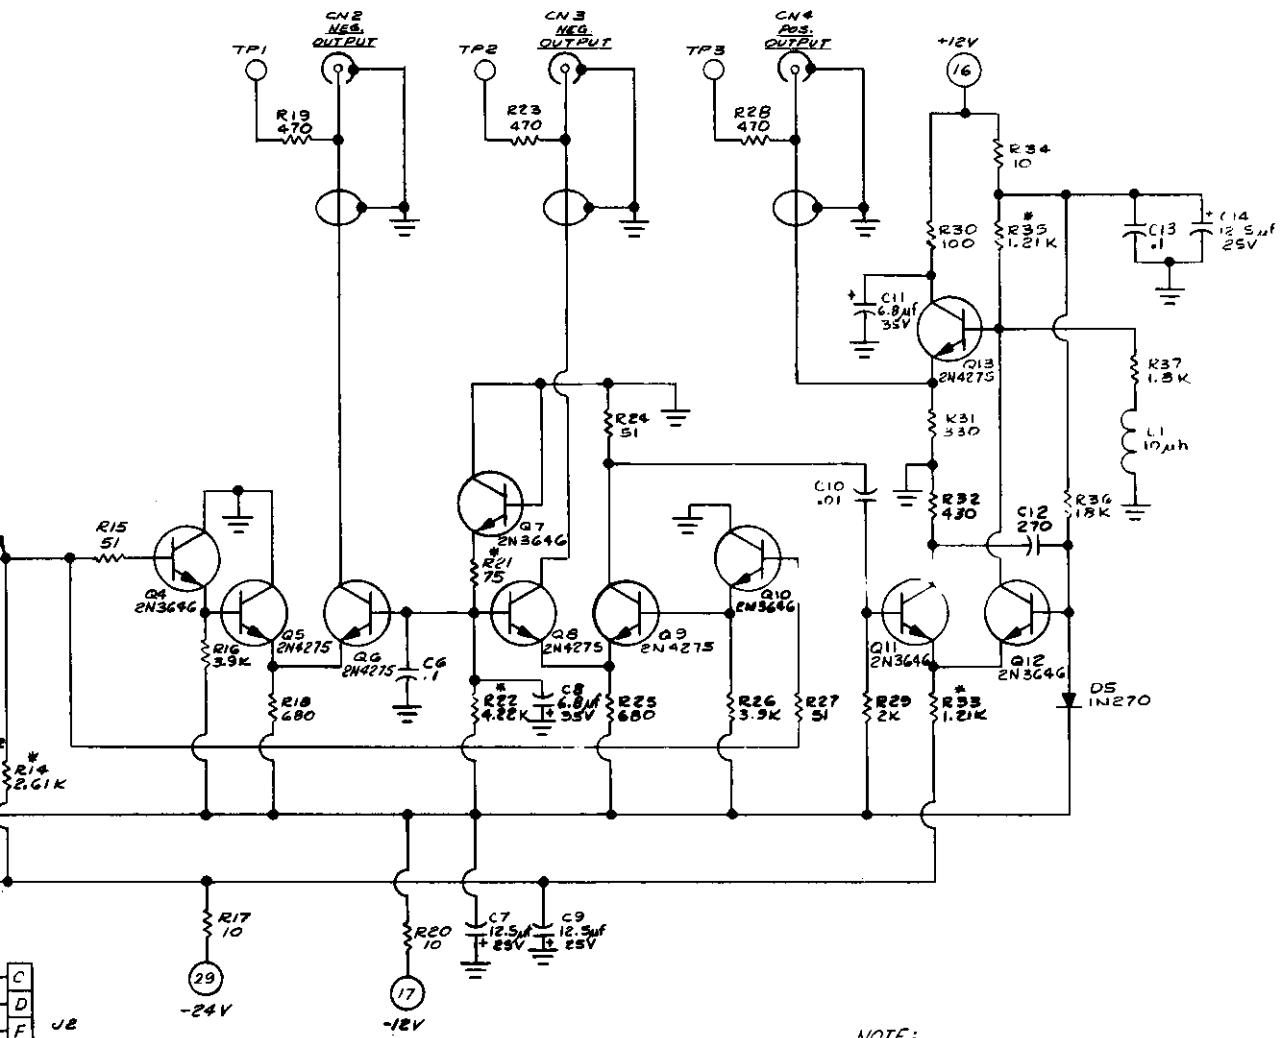 CN2
NEG.
OUTPUT
CN3
NEG.
OUTPUT
CN4
POS.
OUTPUT
+12V
16
TP1
TP2
TP3
R19
470
R23
470
R28
470
R34
10
R30
100
*
R35
1.21K
C13
.1
+
C14
12.5µf
25V
+
C11
6.8µf
35V
Q13
2N4275
R37
R24
51
R31
330
L1
10µh
C10
.01
R32
430
C12
270
R36
18K
R15
51
Q7
2N3646
*
R21
75
Q4
2N3646
Q10
2N3646
R16
3.9K
Q5
2N4275
Q6
2N4275
C6
.1
Q8
2N4275
Q9
2N4275
Q11
2N3646
Q12
2N3646
R18
680
*
R22
4.22K
C8
6.8µf
35V
+
R25
680
R26
3.9K
R27
51
R29
2K
*
R33
1.21K
D5
1N270
*
R14
2.61K
R17
10
R20
10
C7
12.5µf
25V
+
C9
12.5µf
25V
+
29
-24V
17
-12V
C
D
F
J2
NOTE: